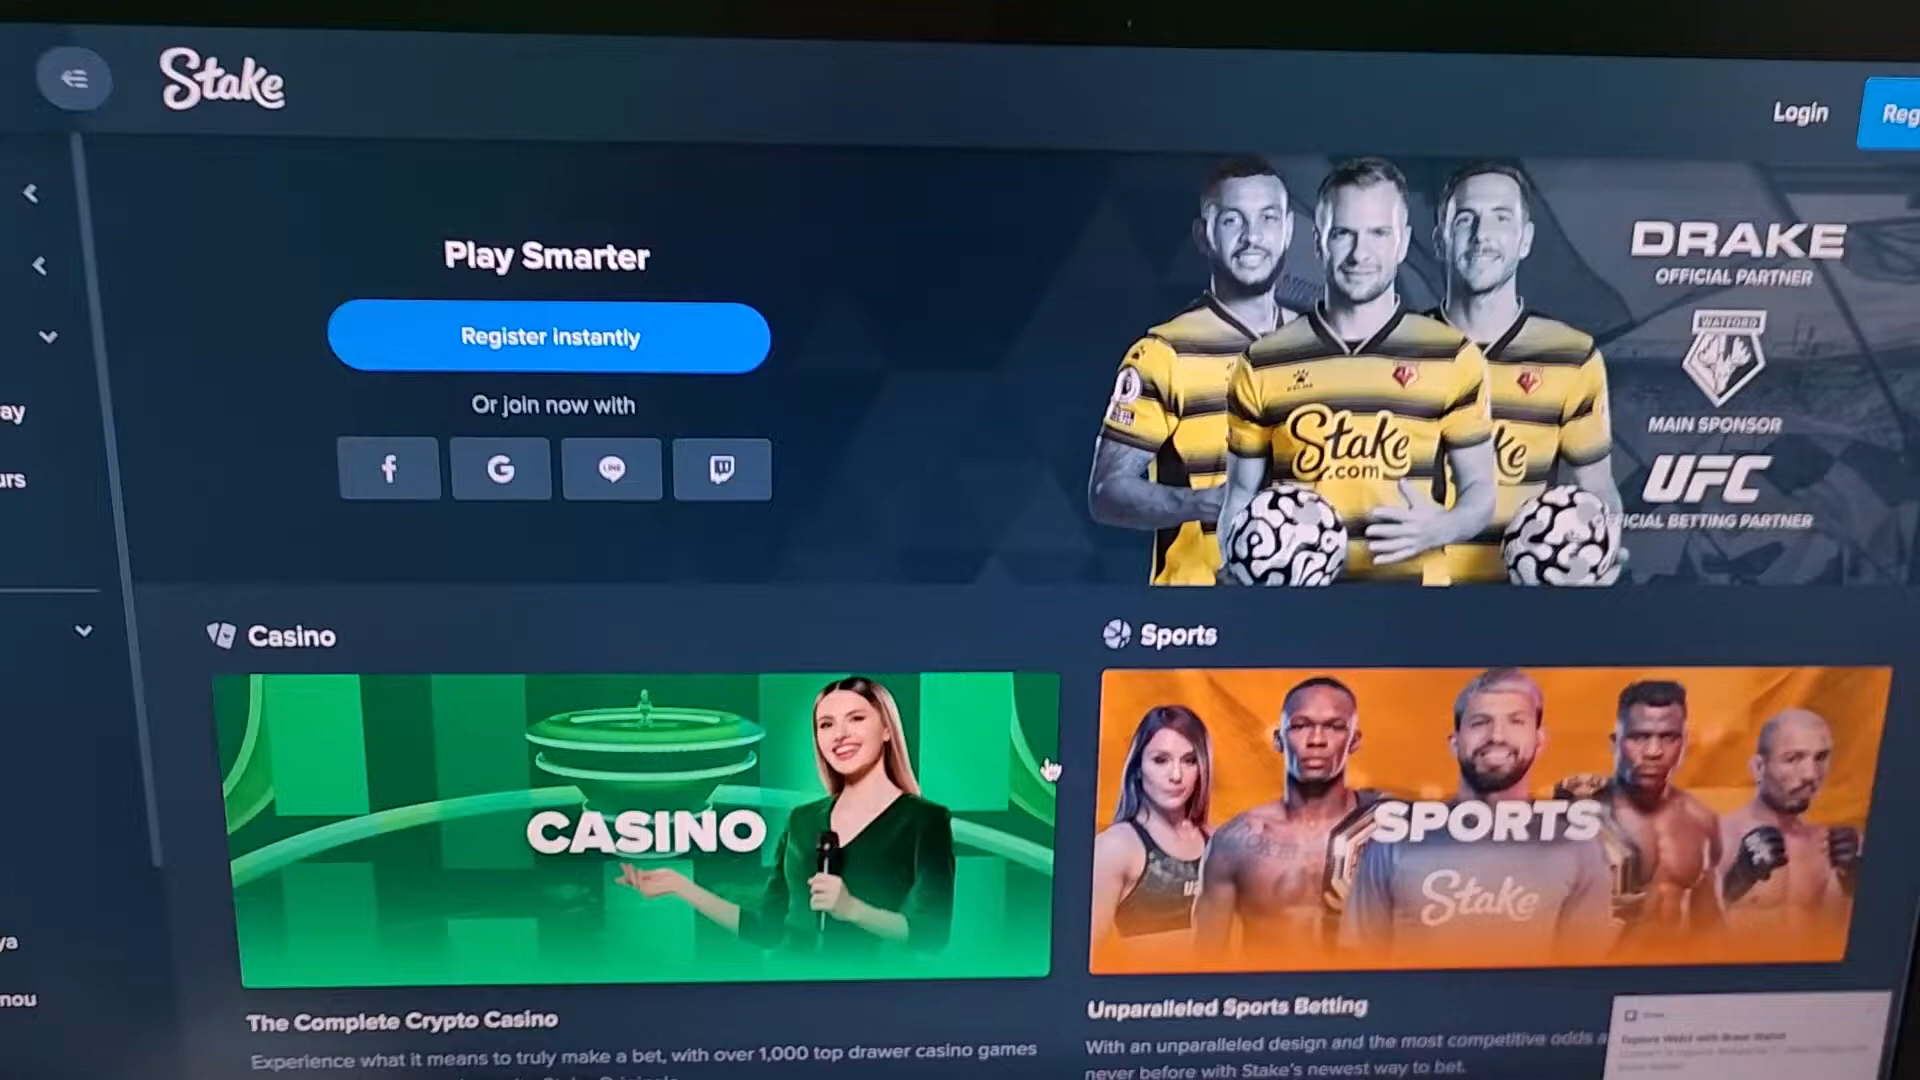 Stake
Login
Reg
ay
urs
ya
nou
Play Smarter
Register instantly
Or join now with
f
G
LINE
DRAKE
OFFICIAL PARTNER
WATFORD
MAIN SPONSOR
UFC
ICIAL BETTING PARTNER
Stake
.com
ke
Casino
CASINO
The Complete Crypto Casino
Experience what it means to truly make a bet, with over 1,000 top drawer casino games
Sports
SPORTS
Stake
Unparalleled Sports Betting
With an unparalleled design and the most competitive odds a
never before with Stake's newest way to bet.